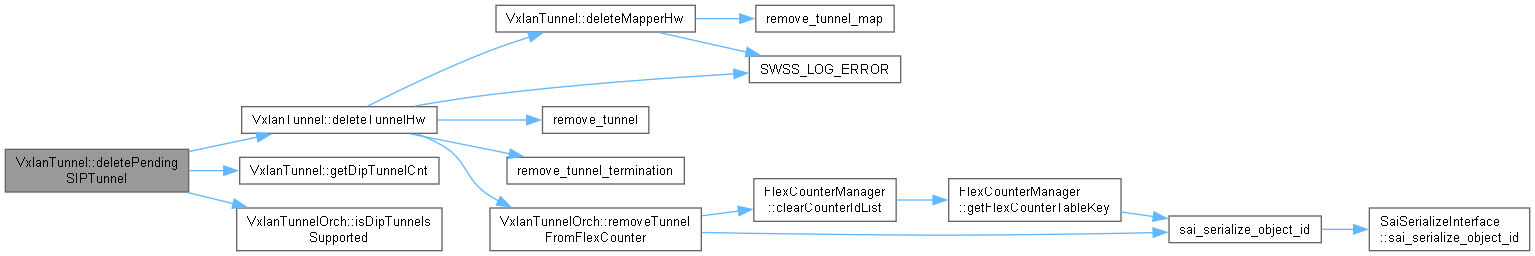 VxlanTunnel::deletePending
SIPTunnel
VxlanTunnel::deleteTunnelHw
VxlanTunnel::getDipTunnelCnt
VxlanTunnelOrch::isDipTunnels
Supported
VxlanTunnel::deleteMapperHw
remove_tunnel_map
SWSS_LOG_ERROR
remove_tunnel
remove_tunnel_termination
VxlanTunnelOrch::removeTunnel
FromFlexCounter
FlexCounterManager
::clearCounterIdList
FlexCounterManager
::getFlexCounterTableKey
sai_serialize_object_id
SaiSerializeInterface
::sai_serialize_object_id